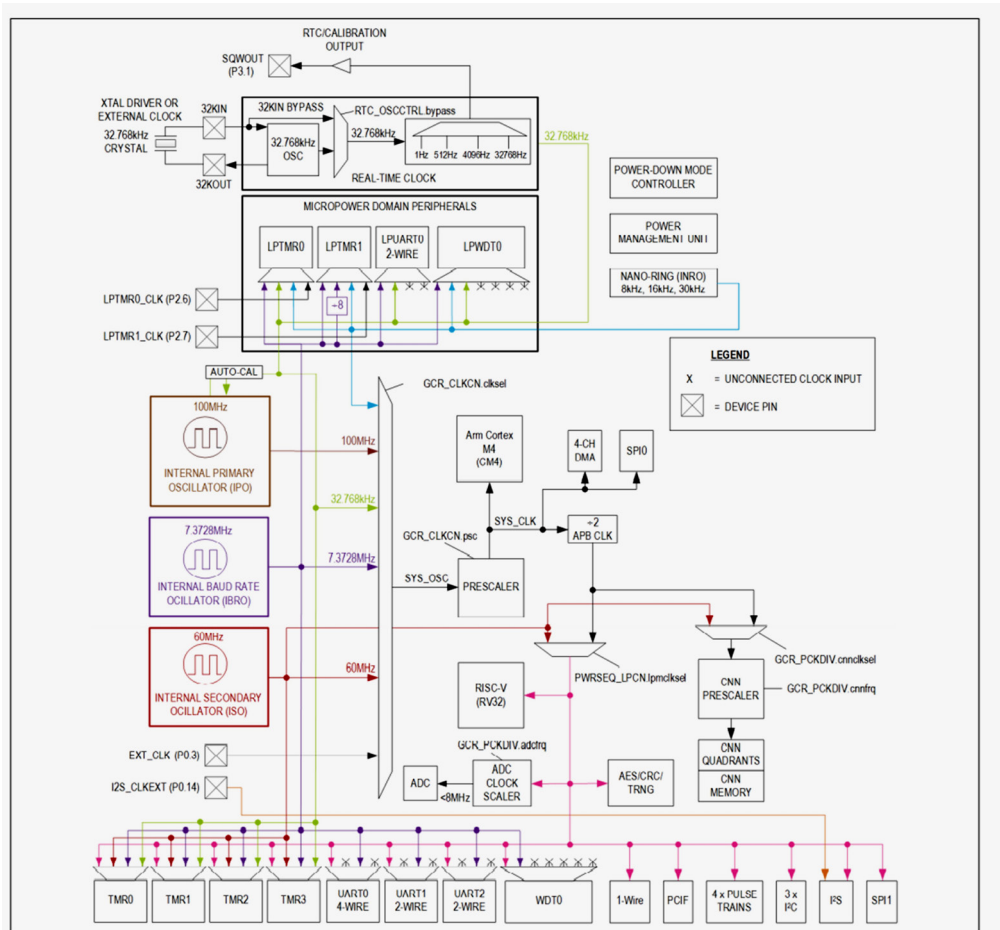 RTC/CALIBRATION
OUTPUT
SQWOUT
(P3.1)
XTAL DRIVER OR
EXTERNAL CLOCK
32.768kHz
CRYSTAL
32KIN
32KOUT
32KIN BYPASS
32.768kHz
OSC
RTC_OSCCTRL.bypass
32.768kHz
1Hz 512Hz 4096Hz 32768Hz
REAL-TIME CLOCK
32.768kHz
POWER-DOWN MODE
CONTROLLER
POWER
MANAGEMENT UNIT
NANO-RING (INRO)
8kHz, 16kHz, 30kHz
MICROPOWER DOMAIN PERIPHERALS
LPTMR0
LPTMR1
LPUART0
2-WIRE
LPWDT0
÷8
LPTMR0_CLK (P2.6)
LPTMR1_CLK (P2.7)
LEGEND
X = UNCONNECTED CLOCK INPUT
= DEVICE PIN
AUTO-CAL
GCR_CLKCN.clksel
100MHz
INTERNAL PRIMARY
OSCILLATOR (IPO)
100MHz
32.768kHz
7.3728MHz
INTERNAL BAUD RATE
OCILLATOR (IBRO)
7.3728MHz
60MHz
INTERNAL SECONDARY
OCILLATOR (ISO)
60MHz
EXT_CLK (P0.3)
I2S_CLKEXT (P0.14)
Arm Cortex
M4
(CM4)
4-CH
DMA
SPI0
SYS_CLK
÷2
APB CLK
GCR_CLKCN.psc
SYS_OSC
PRESCALER
PWRSEQ_LPCN.lpmclksel
GCR_PCKDIV.cnnclksel
CNN
PRESCALER
GCR_PCKDIV.cnnfrq
CNN
QUADRANTS
CNN
MEMORY
RISC-V
(RV32)
GCR_PCKDIV.adcfrq
ADC
<8MHz
ADC
CLOCK
SCALER
AES/CRC/
TRNG
TMR0
TMR1
TMR2
TMR3
UART0
4-WIRE
UART1
2-WIRE
UART2
2-WIRE
WDT0
1-Wire
PCIF
4 x PULSE
TRAINS
3 x
I²C
I²S
SPI1